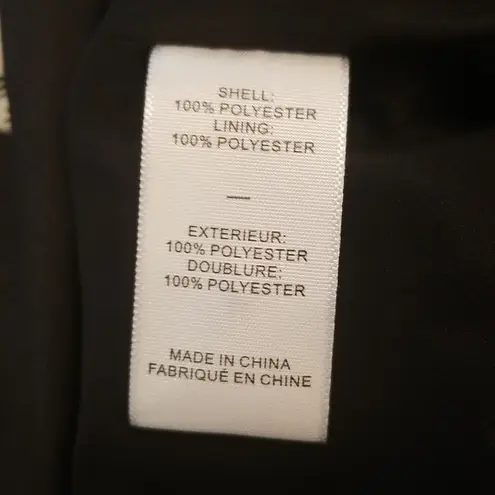 SHELL:
100% POLYESTER
LINING:
100% POLYESTER
—
EXTERIEUR:
100% POLYESTER
DOUBLURE:
100% POLYESTER
MADE IN CHINA
FABRIQUÉ EN CHINE